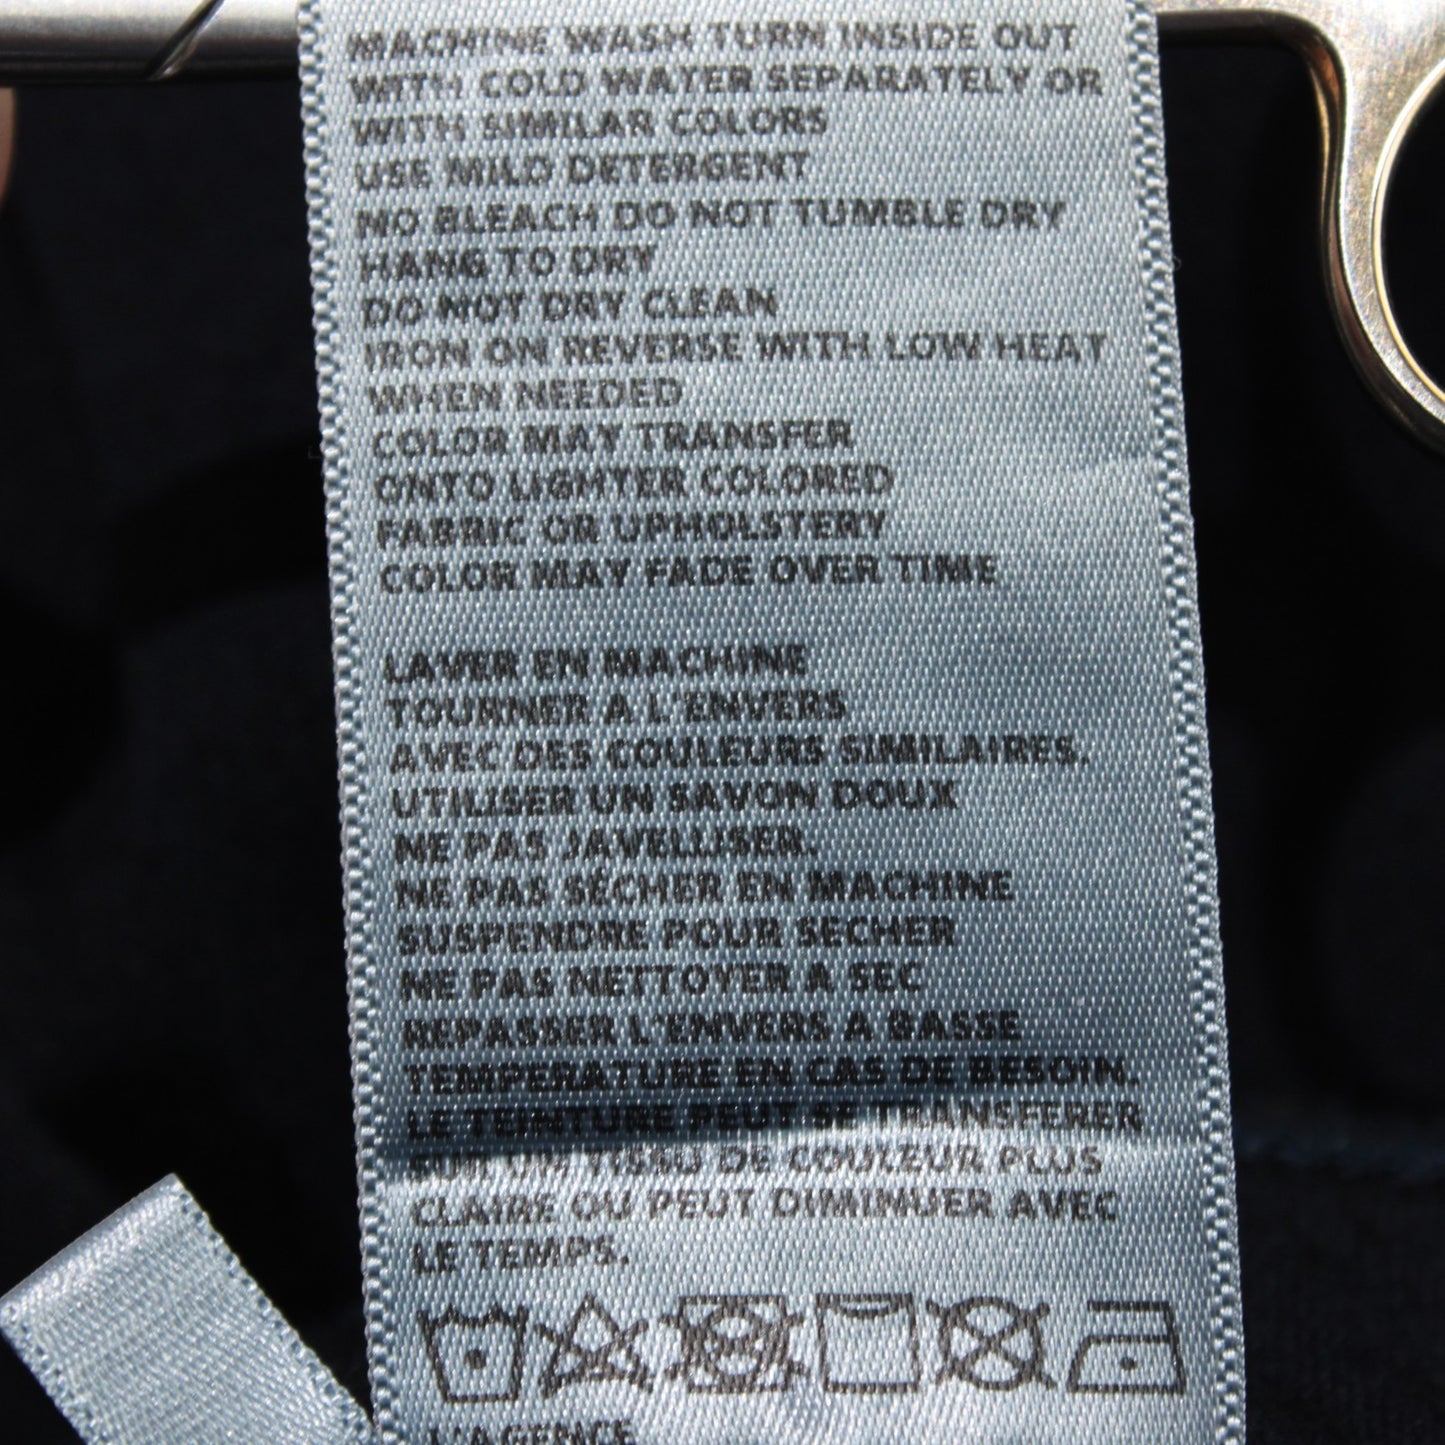 MACHINE WASH TURN INSIDE OUT
WITH COLD WATER SEPARATELY OR
WITH SIMILAR COLORS
USE MILD DETERGENT
NO BLEACH DO NOT TUMBLE DRY
HANG TO DRY
DO NOT DRY CLEAN
IRON ON REVERSE WITH LOW HEAT
WHEN NEEDED
COLOR MAY TRANSFER
ONTO LIGHTER COLORED
FABRIC OR UPHOLSTERY
COLOR MAY FADE OVER TIME
LAVER EN MACHINE
TOURNER A L'ENVERS
AVEC DES COULEURS SIMILAIRES.
UTILISER UN SAVON DOUX
NE PAS JAVELLISER.
NE PAS SÉCHER EN MACHINE
SUSPENDRE POUR SECHER
NE PAS NETTOYER A SEC
REPASSER L'ENVERS A BASSE
TEMPERATURE EN CAS DE BESOIN.
LE TEINTURE PEUT SE TRANSFERER
SUR UN TISSU DE COULEUR PLUS
CLAIRE OU PEUT DIMINUER AVEC
LE TEMPS.
L'AGENCE